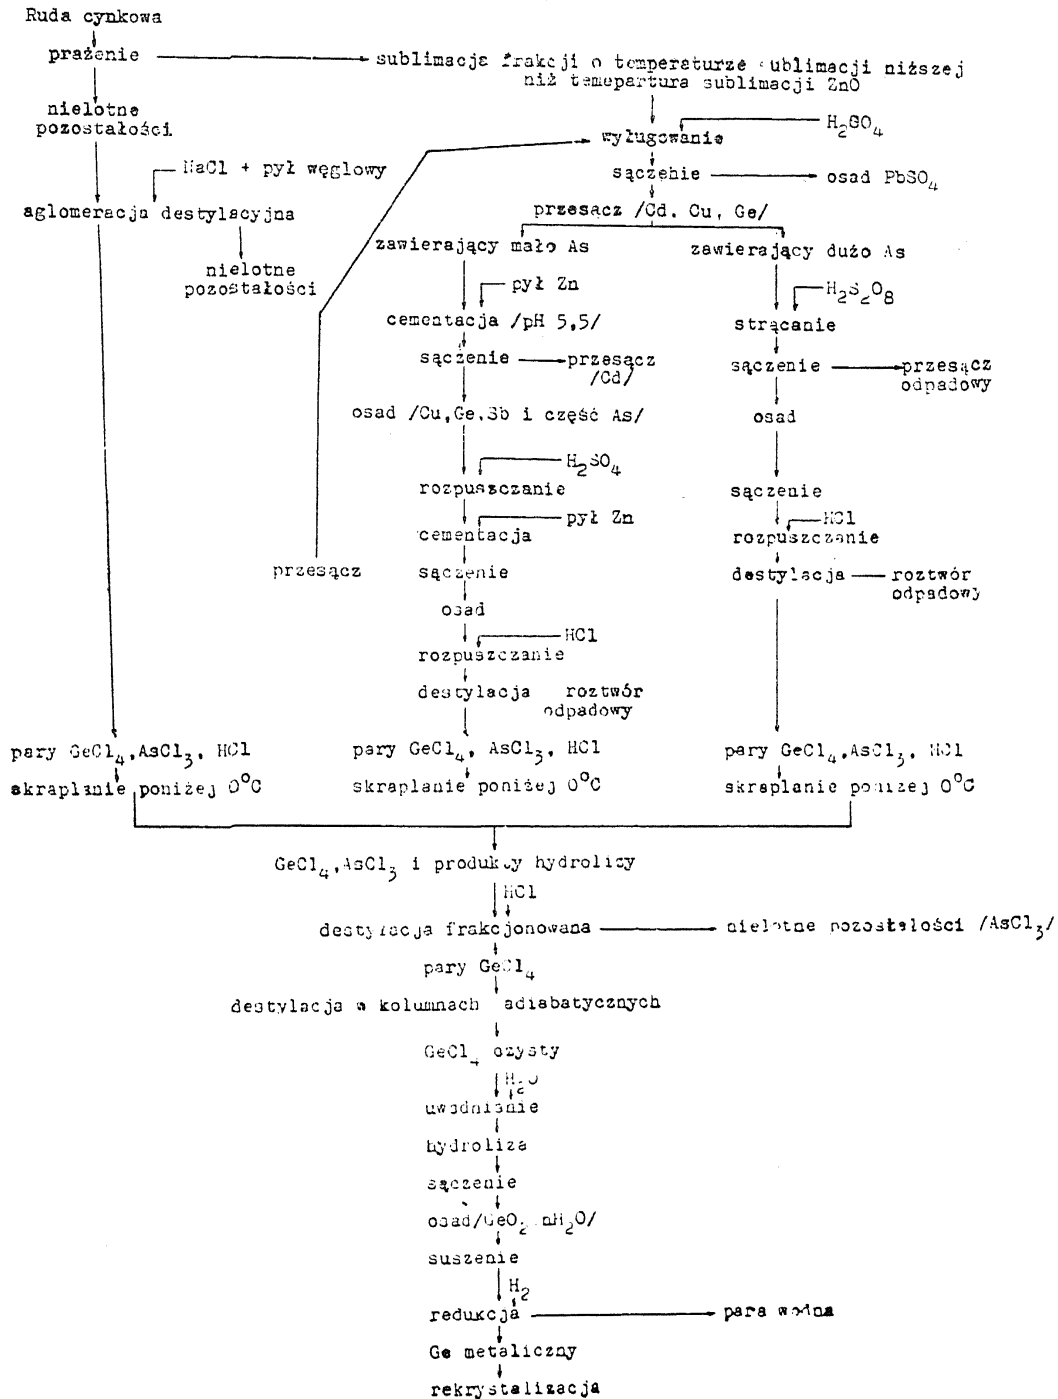 Ruda cynkowa
prażenie
sublimacja frakcji o temperaturze sublimacji niższej
niż temepartura sublimacji ZnO
nielotne
pozostałości
H2SO4
wyługowanie
NaCl + pył węglowy
sączenie
osad PbSO4
aglomeracja destylacyjna
przesącz /Cd. Cu, Ge/
nielotne
pozostałości
zawierający mało As
zawierający dużo As
pył Zn
H2S2O8
cementacja /pH 5,5/
strącanie
sączenie
przesącz
/Cd/
sączenie
przesącz
odpadowy
osad /Cu,Ge.Sb i część As/
osad
H2SO4
rozpuszczanie
sączenie
pył Zn
HCl
cementacja
rozpuszczanie
przesącz
sączenie
destylacja
roztwór
odpadowy
osad
HCl
rozpuszczanie
destylacja
roztwór
odpadowy
pary GeCl4,AsCl3, HCl
pary GeCl4, AsCl3, HCl
pary GeCl4,AsCl3, HCl
skraplanie poniżej 0°C
skraplanie poniżej 0°C
skraplanie poniżej 0°C
GeCl4,AsCl3 i produkty hydrolizy
HCl
destylacja frakcjonowana
nielotne pozostałości /AsCl3/
pary GeCl4
destylacja w kolumnach adiabatycznych
GeCl4 czysty
H2O
uwadnianie
hydroliza
sączenie
osad/GeO2.nH2O/
suszenie
H2
redukcja
para wodna
Ge metaliczny
rekrystalizacja